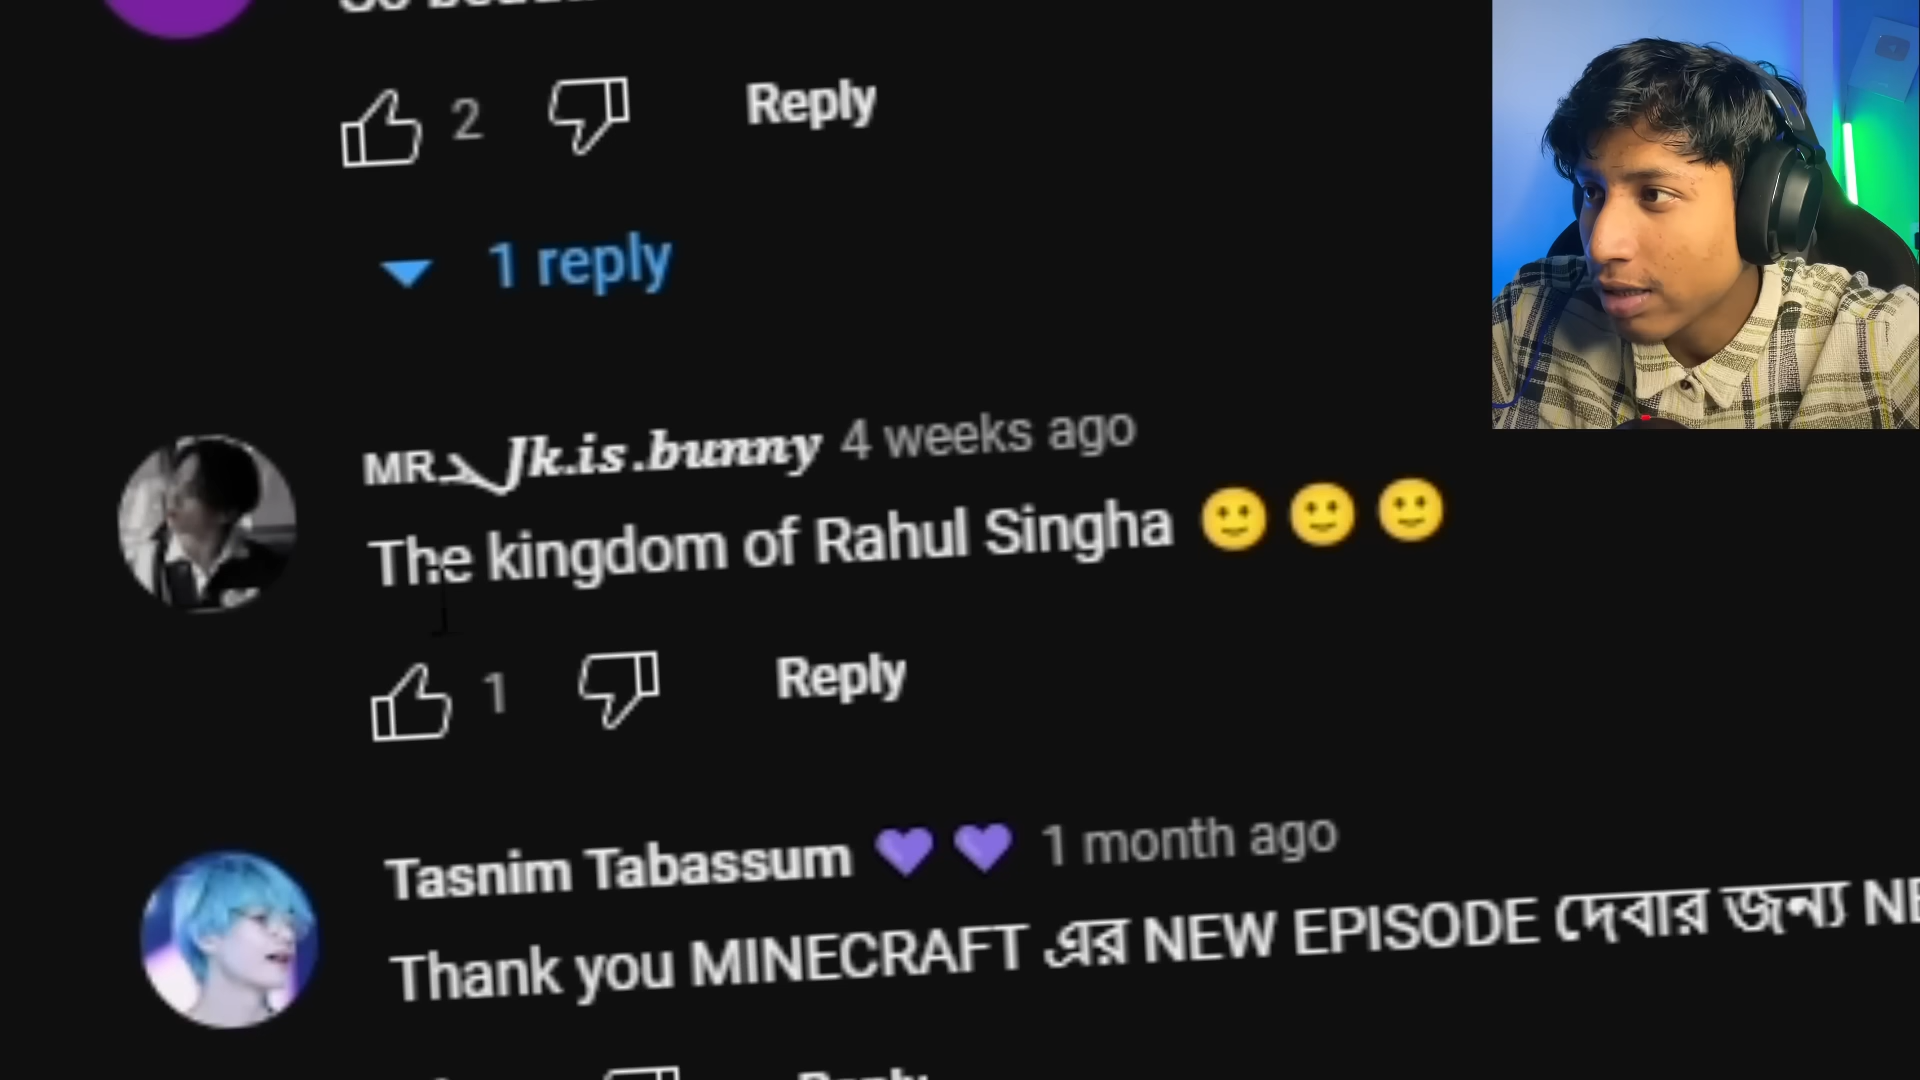 2 Reply
1 reply
MR.Jk.is.bunny 4 weeks ago
The kingdom of Rahul Singha 🙂 🙂 🙂
1 Reply
Tasnim Tabassum 💜 💜 1 month ago
Thank you MINECRAFT এর NEW EPISODE দেবার জন্য